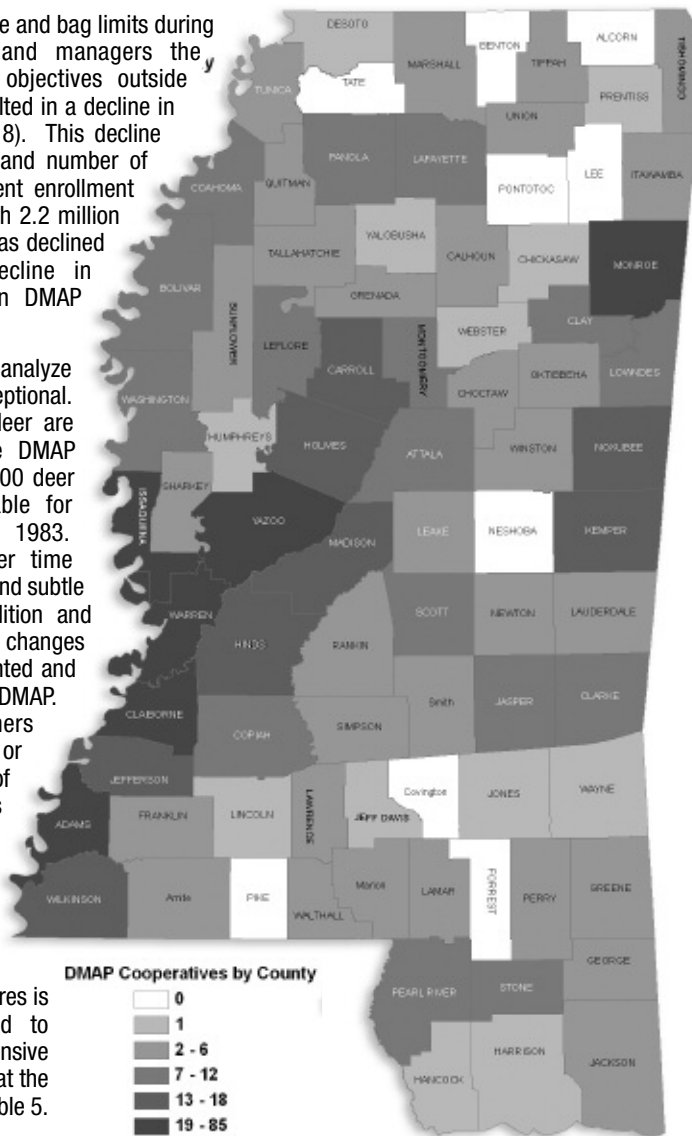 e and bag limits during
and managers the
objectives outside
lted in a decline in
8). This decline
and number of
ent enrollment
h 2.2 million
as declined
ecline in
n DMAP
analyze
eptional.
deer are
e DMAP
00 deer
ble for
1983.
er time
nd subtle
dition and
changes
nted and
DMAP.
ners
or
of
s
res is
d to
nsive
at the
ble 5.
y
DESOTO
BENTON
ALCORN
TISHOMINGO
TUNICA
TATE
MARSHALL
TIPPAH
PRENTISS
UNION
PANOLA
LAFAYETTE
COAHOMA
QUITMAN
PONTOTOC
LEE
ITAWAMBA
YALOBUSHA
TALLAHATCHIE
CALHOUN
CHICKASAW
MONROE
BOLIVAR
GRENADA
SUNFLOWER
LEFLORE
WEBSTER
CLAY
CARROLL
MONTGOMERY
WASHINGTON
CHOCTAW
OKTIBBEHA
LOWNDES
HUMPHREYS
HOLMES
ATTALA
WINSTON
NOXUBEE
SHARKEY
ISSAQUENA
YAZOO
MADISON
LEAKE
NESHOBA
KEMPER
WARREN
HINDS
RANKIN
SCOTT
NEWTON
LAUDERDALE
CLAIBORNE
COPIAH
SIMPSON
Smith
JASPER
CLARKE
JEFFERSON
ADAMS
FRANKLIN
LINCOLN
LAWRENCE
JEFF DAVIS
Covington
JONES
WAYNE
WILKINSON
Amite
PIKE
WALTHALL
Marion
LAMAR
FORREST
PERRY
GREENE
GEORGE
PEARL RIVER
STONE
HARRISON
HANCOCK
JACKSON
DMAP Cooperatives by County
0
1
2 - 6
7 - 12
13 - 18
19 - 85